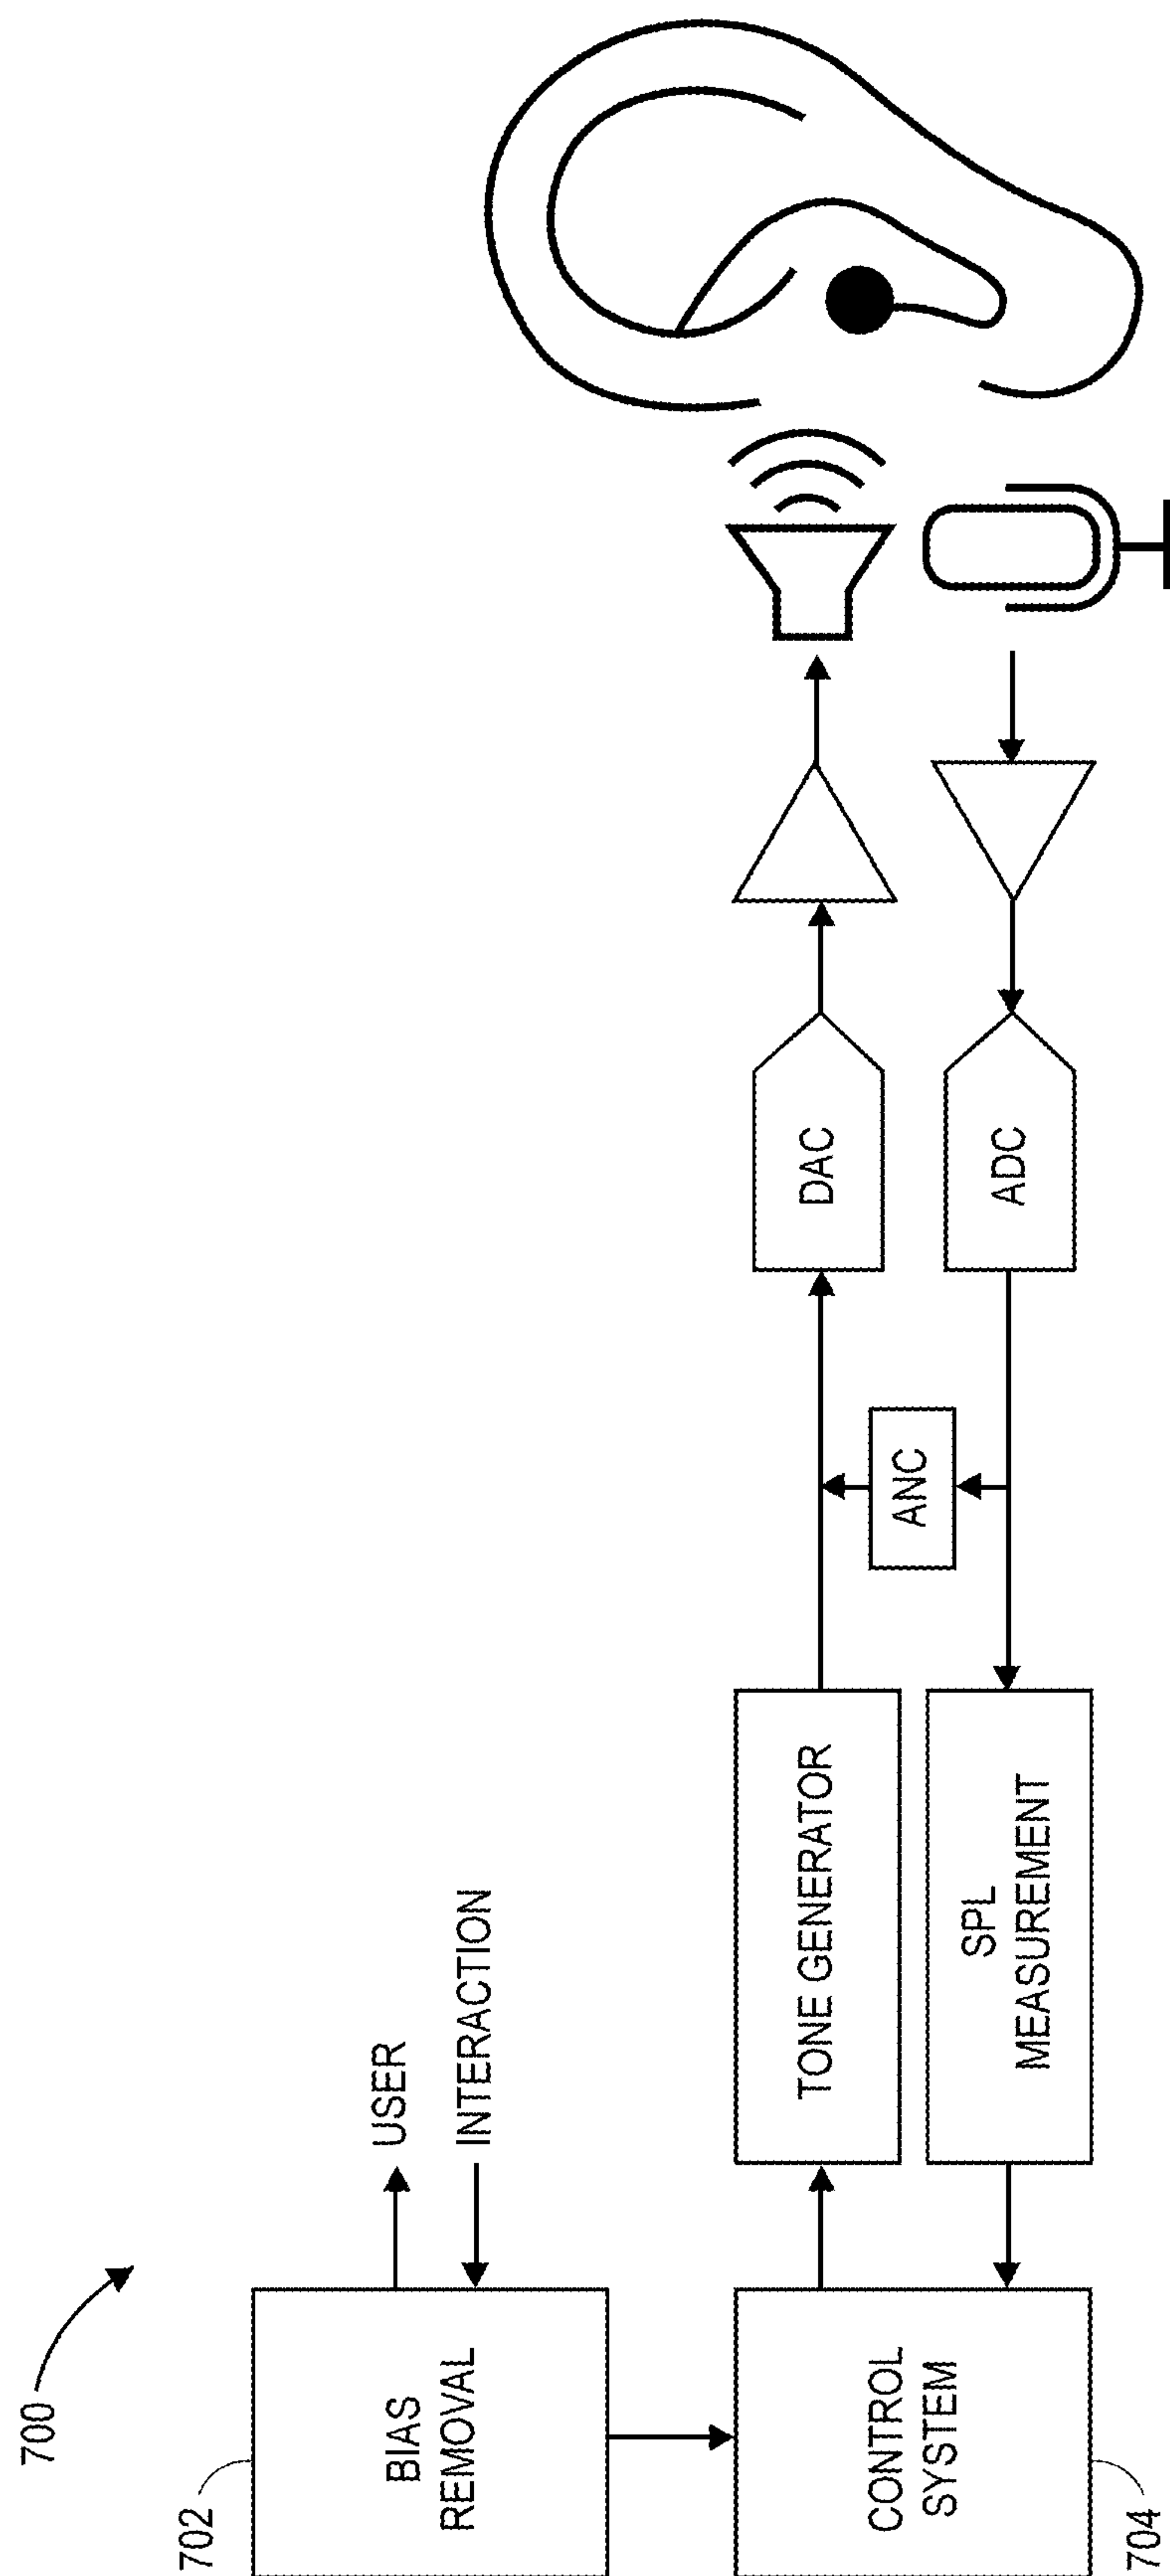 700
702
BIAS
REMOVAL
USER
INTERACTION
CONTROL
SYSTEM
704
TONE GENERATOR
SPL
MEASUREMENT
ANC
DAC
ADC